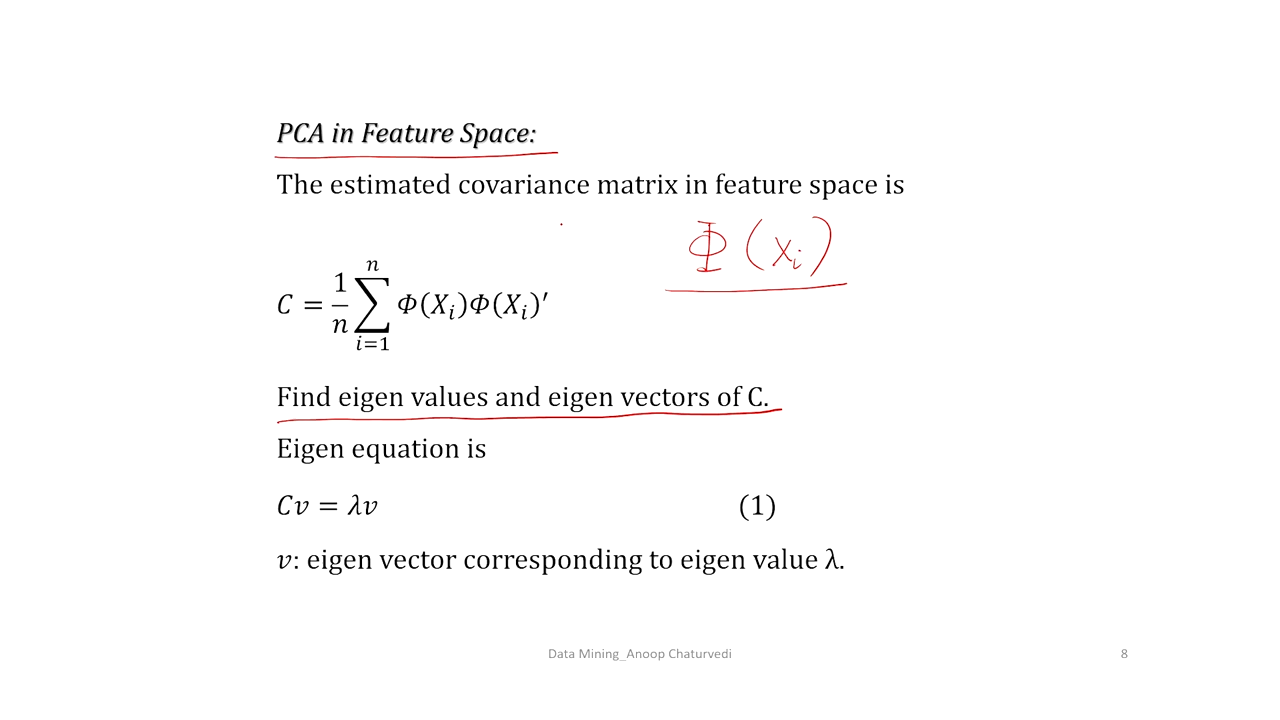 PCA in Feature Space:
The estimated covariance matrix in feature space is
Φ(xᵢ)
C = 1/n ∑ᵢ₌₁ⁿ Φ(Xᵢ)Φ(Xᵢ)′
Find eigen values and eigen vectors of C.
Eigen equation is
Cv = λv (1)
v: eigen vector corresponding to eigen value λ.
Data Mining_Anoop Chaturvedi 8